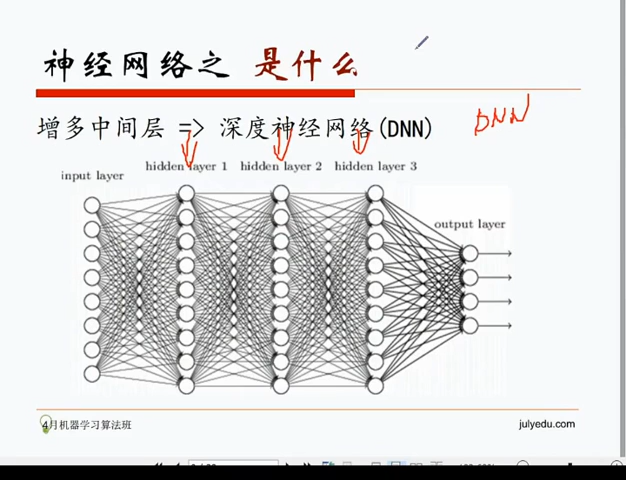 神经网络之 是什么
增多中间层 => 深度神经网络(DNN)
DNN
hidden layer 1 hidden layer 2 hidden layer 3
input layer
output layer
4月机器学习算法班
julyedu.com